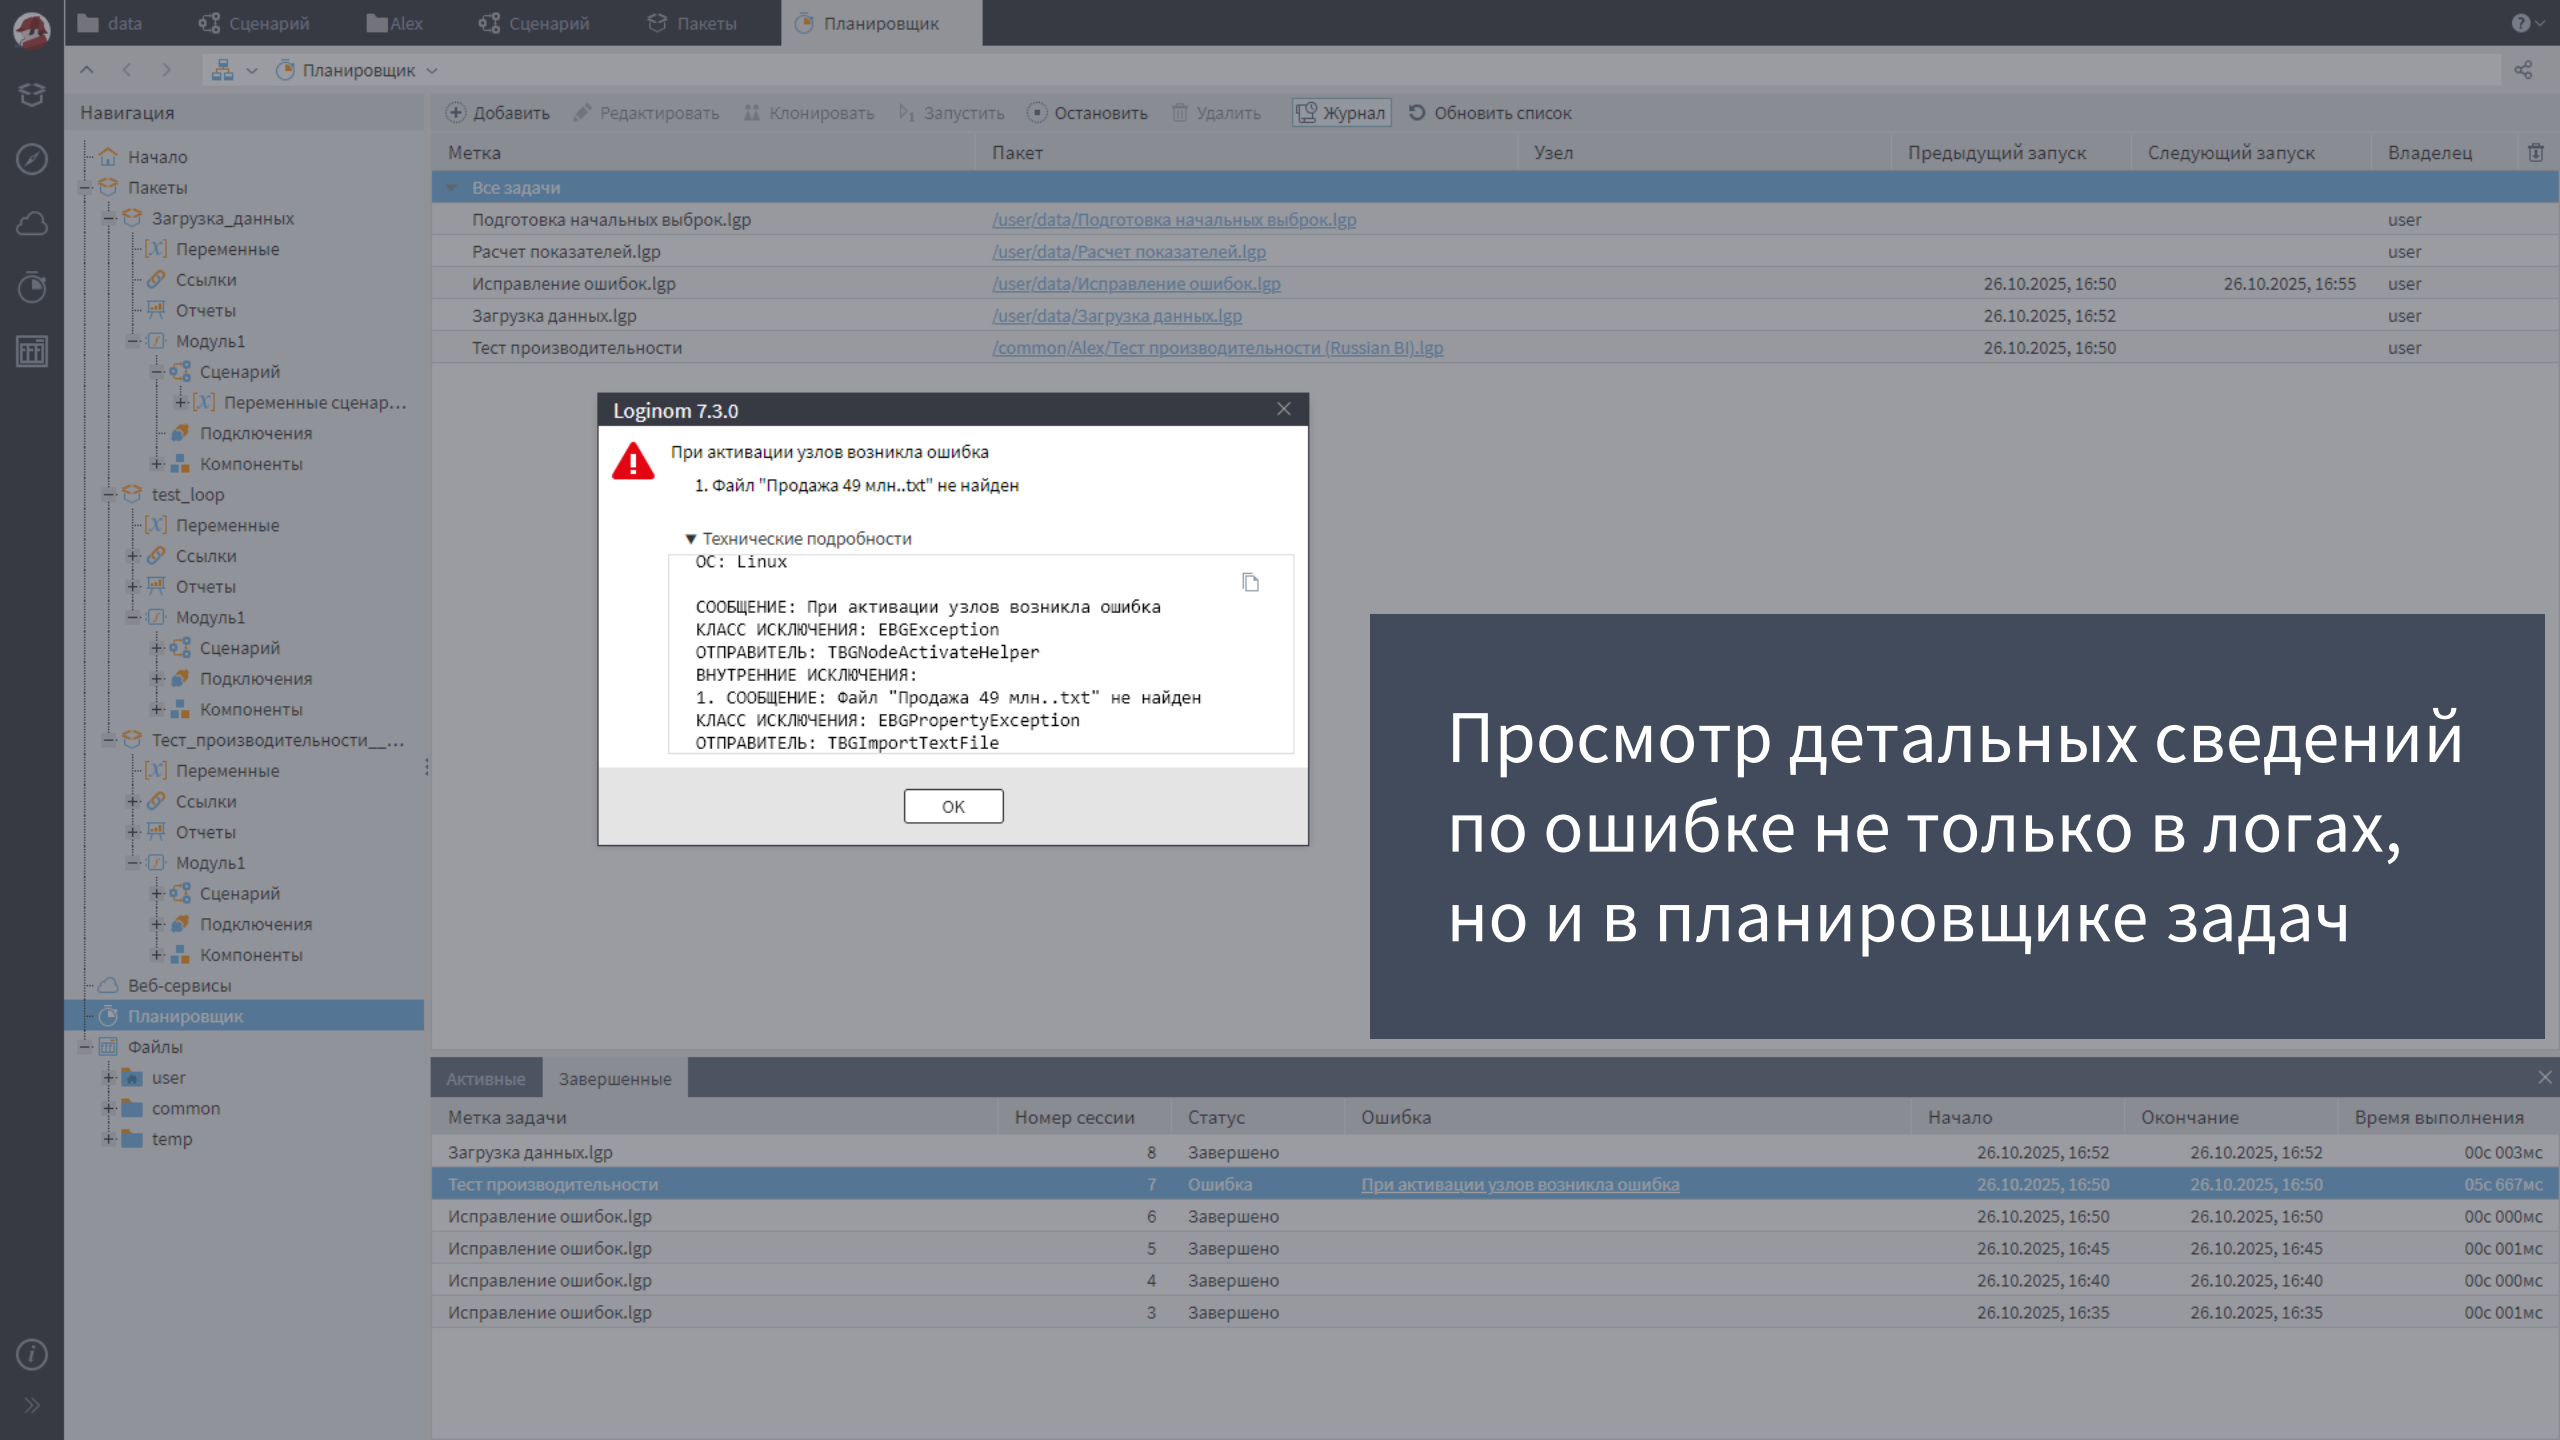 data Сценарий Alex Сценарий Пакеты Планировщик
Планировщик
Навигация
Добавить Редактировать Клонировать Запустить Остановить Удалить Журнал Обновить список
Начало
Пакеты
Загрузка_данных
Переменные
Ссылки
Отчеты
Модуль1
Сценарий
Переменные сценар...
Подключения
Компоненты
test_loop
Переменные
Ссылки
Отчеты
Модуль1
Сценарий
Подключения
Компоненты
Тест_производительности__...
Переменные
Ссылки
Отчеты
Модуль1
Сценарий
Подключения
Компоненты
Веб-сервисы
Планировщик
Файлы
user
common
temp
Метка Пакет Узел Предыдущий запуск Следующий запуск Владелец
Все задачи
Подготовка начальных выброк.lgp /user/data/Подготовка начальных выброк.lgp user
Расчет показателей.lgp /user/data/Расчет показателей.lgp user
Исправление ошибок.lgp /user/data/Исправление ошибок.lgp 26.10.2025, 16:50 26.10.2025, 16:55 user
Загрузка данных.lgp /user/data/Загрузка данных.lgp 26.10.2025, 16:52 user
Тест производительности /common/Alex/Тест производительности (Russian BI).lgp 26.10.2025, 16:50 user
Loginom 7.3.0
При активации узлов возникла ошибка
1. Файл "Продажа 49 млн..txt" не найден
▼ Технические подробности
ОС: Linux
СООБЩЕНИЕ: При активации узлов возникла ошибка
КЛАСС ИСКЛЮЧЕНИЯ: EBGException
ОТПРАВИТЕЛЬ: TBGNodeActivateHelper
ВНУТРЕННИЕ ИСКЛЮЧЕНИЯ:
1. СООБЩЕНИЕ: Файл "Продажа 49 млн..txt" не найден
КЛАСС ИСКЛЮЧЕНИЯ: EBGPropertyException
ОТПРАВИТЕЛЬ: TBGImportTextFile
OK
Просмотр детальных сведений
по ошибке не только в логах,
но и в планировщике задач
Активные Завершенные
Метка задачи Номер сессии Статус Ошибка Начало Окончание Время выполнения
Загрузка данных.lgp 8 Завершено 26.10.2025, 16:52 26.10.2025, 16:52 00с 003мс
Тест производительности 7 Ошибка При активации узлов возникла ошибка 26.10.2025, 16:50 26.10.2025, 16:50 05с 667мс
Исправление ошибок.lgp 6 Завершено 26.10.2025, 16:50 26.10.2025, 16:50 00с 000мс
Исправление ошибок.lgp 5 Завершено 26.10.2025, 16:45 26.10.2025, 16:45 00с 001мс
Исправление ошибок.lgp 4 Завершено 26.10.2025, 16:40 26.10.2025, 16:40 00с 000мс
Исправление ошибок.lgp 3 Завершено 26.10.2025, 16:35 26.10.2025, 16:35 00с 001мс